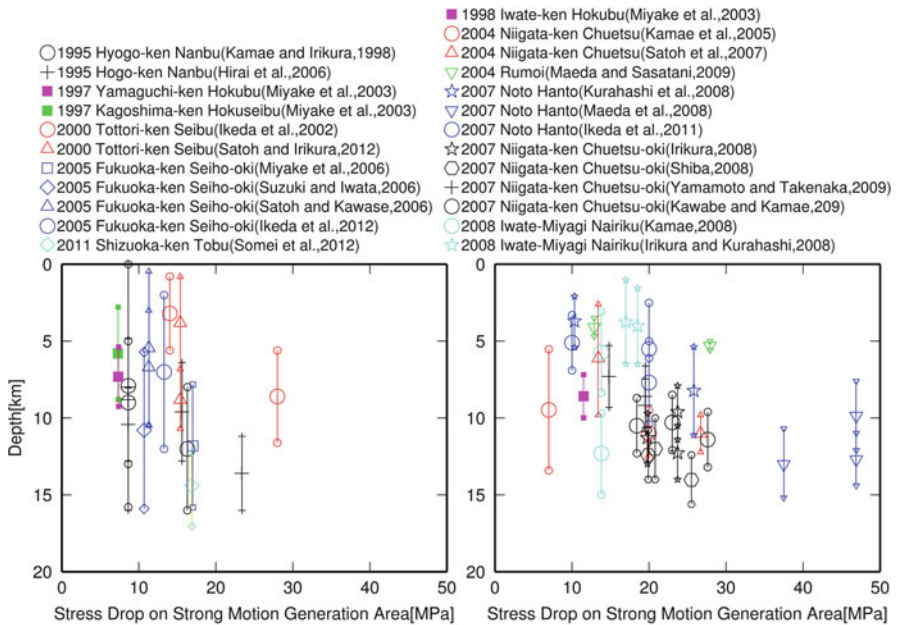 1995 Hyogo-ken Nanbu(Kamae and Irikura,1998)
1995 Hogo-ken Nanbu(Hirai et al.,2006)
1997 Yamaguchi-ken Hokubu(Miyake et al.,2003)
1997 Kagoshima-ken Hokuseibu(Miyake et al.,2003)
2000 Tottori-ken Seibu(Ikeda et al.,2002)
2000 Tottori-ken Seibu(Satoh and Irikura,2012)
2005 Fukuoka-ken Seiho-oki(Miyake et al.,2006)
2005 Fukuoka-ken Seiho-oki(Suzuki and Iwata,2006)
2005 Fukuoka-ken Seiho-oki(Satoh and Kawase,2006)
2005 Fukuoka-ken Seiho-oki(Ikeda et al.,2012)
2011 Shizuoka-ken Tobu(Somei et al.,2012)
1998 Iwate-ken Hokubu(Miyake et al.,2003)
2004 Niigata-ken Chuetsu(Kamae et al.,2005)
2004 Niigata-ken Chuetsu(Satoh et al.,2007)
2004 Rumoi(Maeda and Sasatani,2009)
2007 Noto Hanto(Kurahashi et al.,2008)
2007 Noto Hanto(Maeda et al.,2008)
2007 Noto Hanto(Ikeda et al.,2011)
2007 Niigata-ken Chuetsu-oki(Irikura,2008)
2007 Niigata-ken Chuetsu-oki(Shiba,2008)
2007 Niigata-ken Chuetsu-oki(Yamamoto and Takenaka,2009)
2007 Niigata-ken Chuetsu-oki(Kawabe and Kamae,209)
2008 Iwate-Miyagi Nairiku(Kamae,2008)
2008 Iwate-Miyagi Nairiku(Irikura and Kurahashi,2008)
0
5
10
15
20
Depth[km]
0 10 20 30 40 50
Stress Drop on Strong Motion Generation Area[MPa]
0
5
10
15
20
0 10 20 30 40 50
Stress Drop on Strong Motion Generation Area[MPa]